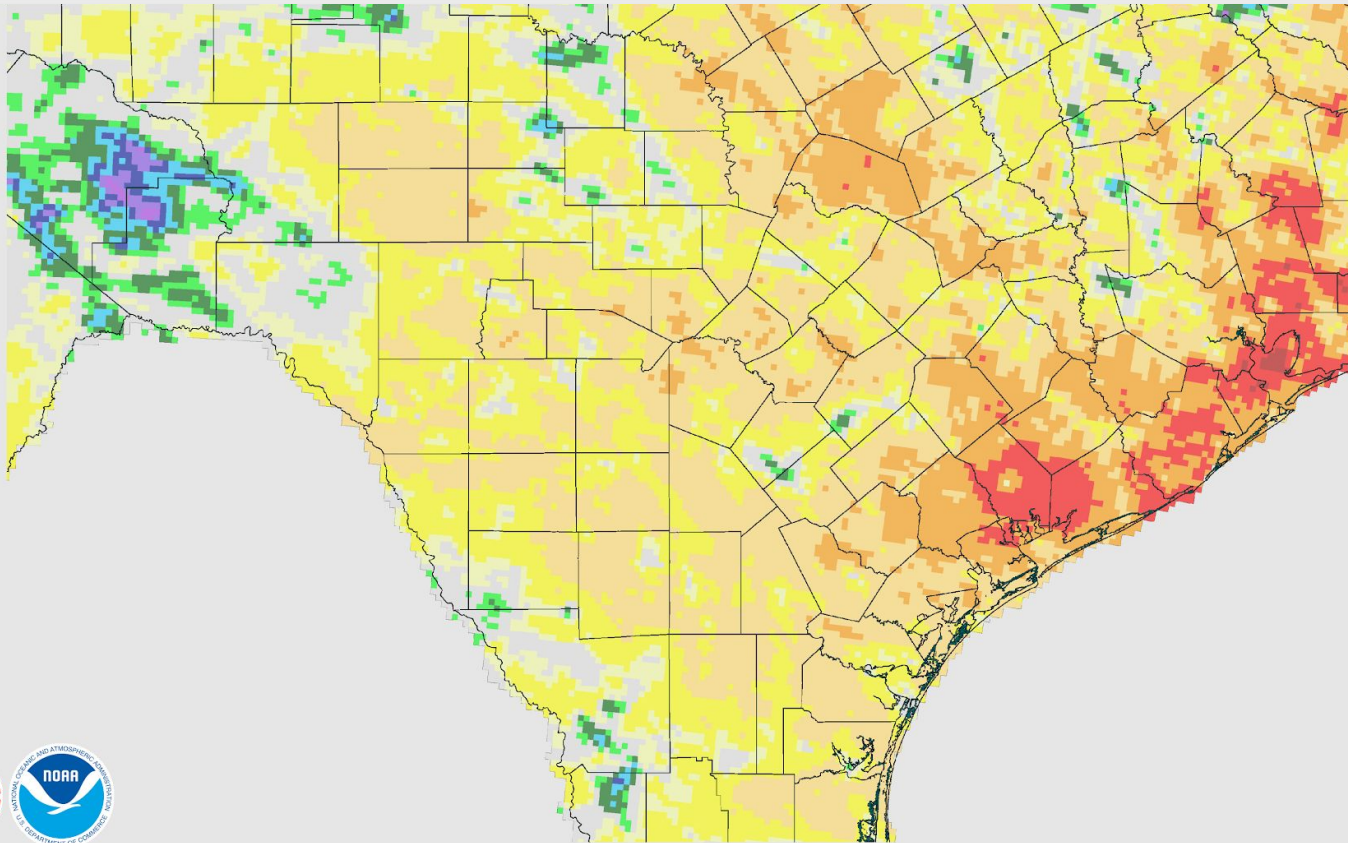 NATIONAL OCEANIC AND ATMOSPHERIC ADMINISTRATION
NOAA
U.S. DEPARTMENT OF COMMERCE